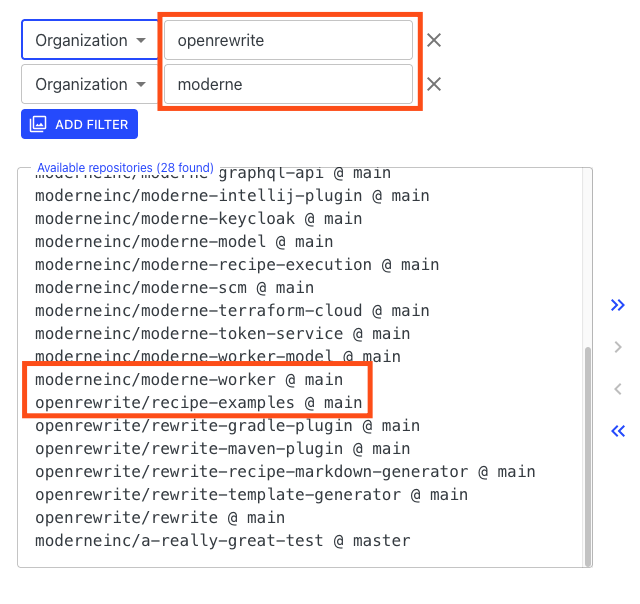 Organization openrewrite
Organization moderne
ADD FILTER
Available repositories (28 found)
moderneinc/moderne-graphql-api @ main
moderneinc/moderne-intellij-plugin @ main
moderneinc/moderne-keycloak @ main
moderneinc/moderne-model @ main
moderneinc/moderne-recipe-execution @ main
moderneinc/moderne-scm @ main
moderneinc/moderne-terraform-cloud @ main
moderneinc/moderne-token-service @ main
moderneinc/moderne-worker-model @ main
moderneinc/moderne-worker @ main
openrewrite/recipe-examples @ main
openrewrite/rewrite-gradle-plugin @ main
openrewrite/rewrite-maven-plugin @ main
openrewrite/rewrite-recipe-markdown-generator @ main
openrewrite/rewrite-template-generator @ main
openrewrite/rewrite @ main
moderneinc/a-really-great-test @ master